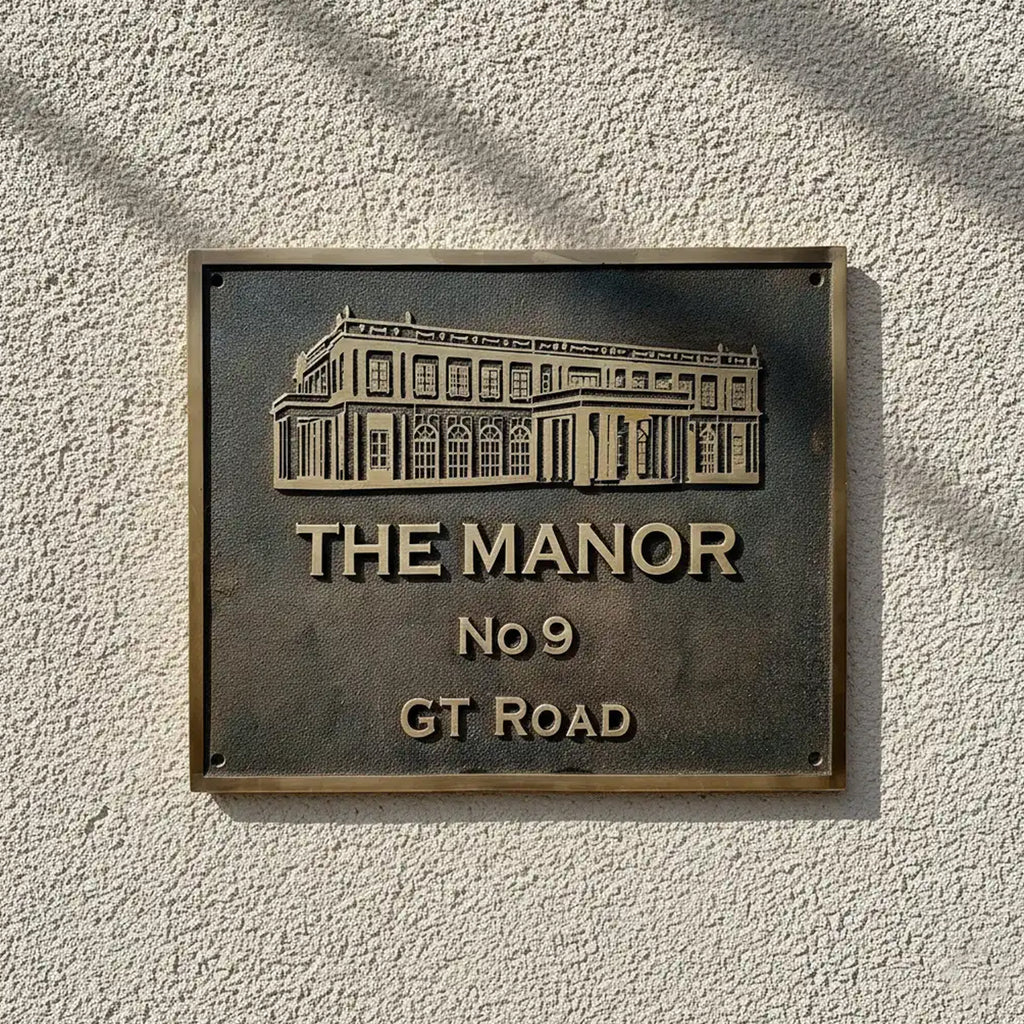 THE MANOR
No 9
GT ROAD